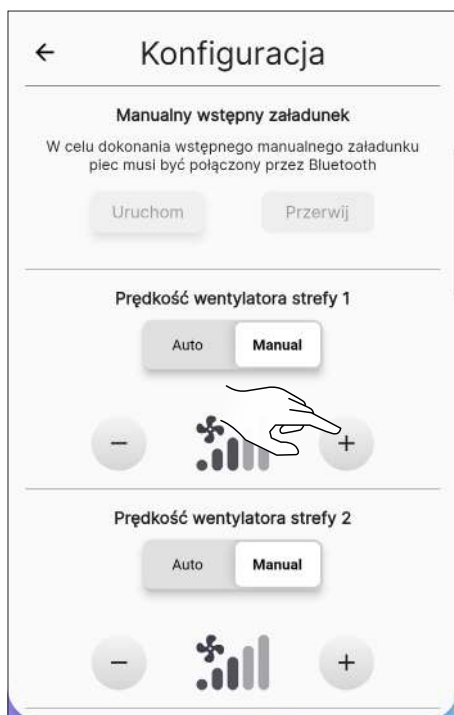 Konfiguracja
Manualny wstępny załadunek
W celu dokonania wstępnego manualnego załadunku
piec musi być połączony przez Bluetooth
Uruchom Przerwij
Prędkość wentylatora strefy 1
Auto Manual
Prędkość wentylatora strefy 2
Auto Manual